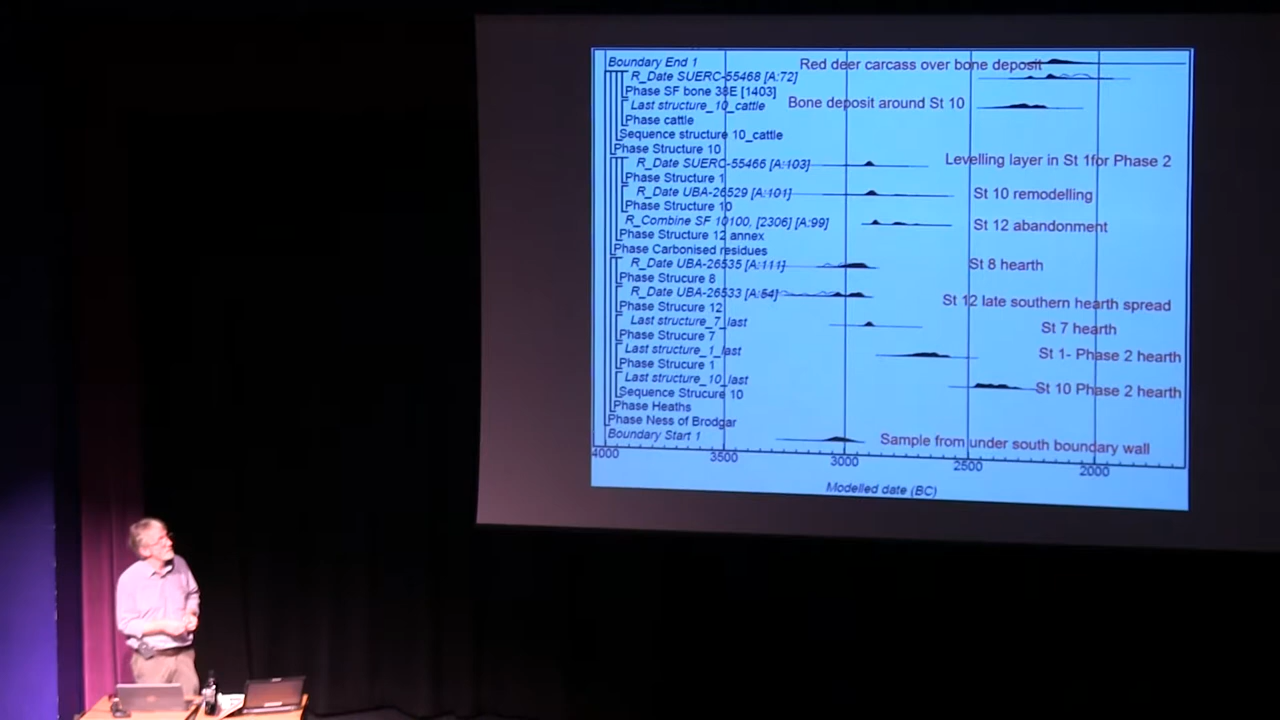 Boundary End 1
Red deer carcass over bone deposit
R_Date SUERC-55468 [A:72]
Phase SF bone 38E [1403]
Last structure_10_cattle
Bone deposit around St 10
Phase cattle
Sequence structure 10_cattle
Phase Structure 10
R_Date SUERC-55466 [A:103]
Levelling layer in St 1for Phase 2
Phase Structure 1
R_Date UBA-26529 [A:101]
St 10 remodelling
Phase Structure 10
R_Combine SF 10100, [2306] [A:99]
St 12 abandonment
Phase Structure 12 annex
Phase Carbonised residues
R_Date UBA-26535 [A:111]
St 8 hearth
Phase Strucure 8
R_Date UBA-26533 [A:54]
St 12 late southern hearth spread
Phase Strucure 12
Last structure_7_last
St 7 hearth
Phase Strucure 7
Last structure_1_last
St 1- Phase 2 hearth
Phase Strucure 1
Last structure_10_last
St 10 Phase 2 hearth
Sequence Strucure 10
Phase Heaths
Phase Ness of Brodgar
Boundary Start 1
Sample from under south boundary wall
4000 3500 3000 2500 2000
Modelled date (BC)